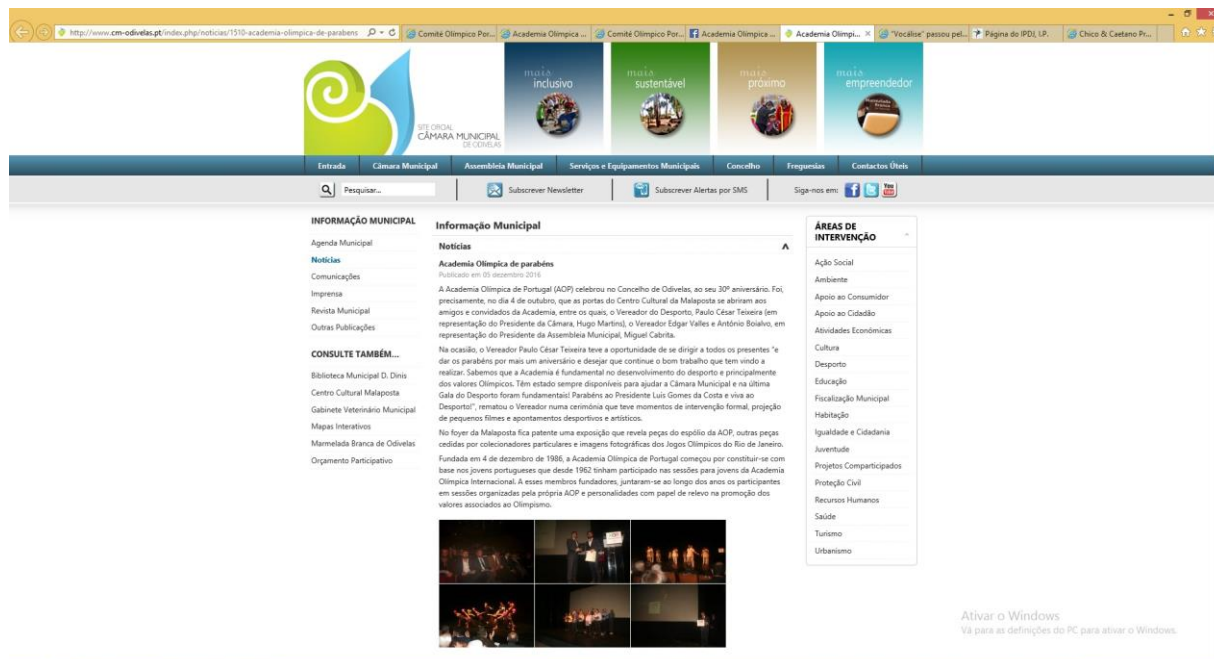 http://www.cm-odivelas.pt/index.php/noticias/1510-academia-olimpica-de-parabens
Comité Olímpico Por...
Academia Olímpica ...
Comité Olímpico Por...
Academia Olímpica ...
Academia Olímpi...
"Vocálise" passou pel...
Página do IPDJ, I.P.
Chico & Caetano Pr...
SITE OFICIAL
CÂMARA MUNICIPAL
DE ODIVELAS
mais
inclusivo
mais
sustentável
mais
próximo
mais
empreendedor
Entrada
Câmara Municipal
Assembleia Municipal
Serviços e Equipamentos Municipais
Concelho
Freguesias
Contactos Úteis
Pesquisar...
Subscrever Newsletter
Subscrever Alertas por SMS
Siga-nos em:
You
INFORMAÇÃO MUNICIPAL
Agenda Municipal
Notícias
Comunicações
Imprensa
Revista Municipal
Outras Publicações
CONSULTE TAMBÉM...
Biblioteca Municipal D. Dinis
Centro Cultural Malaposta
Gabinete Veterinário Municipal
Mapas Interativos
Marmelada Branca de Odivelas
Orçamento Participativo
Informação Municipal
Notícias
Academia Olímpica de parabéns
Publicado em 05 dezembro 2016
A Academia Olímpica de Portugal (AOP) celebrou no Concelho de Odivelas, ao seu 30º aniversário. Foi,
precisamente, no dia 4 de outubro, que as portas do Centro Cultural da Malaposta se abriram aos
amigos e convidados da Academia, entre os quais, o Vereador do Desporto, Paulo César Teixeira (em
representação do Presidente da Câmara, Hugo Martins), o Vereador Edgar Valles e António Boialvo, em
representação do Presidente da Assembleia Municipal, Miguel Cabrita.
Na ocasião, o Vereador Paulo César Teixeira teve a oportunidade de se dirigir a todos os presentes "e
dar os parabéns por mais um aniversário e desejar que continue o bom trabalho que tem vindo a
realizar. Sabemos que a Academia é fundamental no desenvolvimento do desporto e principalmente
dos valores Olímpicos. Têm estado sempre disponíveis para ajudar a Câmara Municipal e na última
Gala do Desporto foram fundamentais! Parabéns ao Presidente Luis Gomes da Costa e viva ao
Desporto!", rematou o Vereador numa cerimónia que teve momentos de intervenção formal, projeção
de pequenos filmes e apontamentos desportivos e artísticos.
No foyer da Malaposta fica patente uma exposição que revela peças do espólio da AOP, outras peças
cedidas por colecionadores particulares e imagens fotográficas dos Jogos Olímpicos do Rio de Janeiro.
Fundada em 4 de dezembro de 1986, a Academia Olímpica de Portugal começou por constituir-se com
base nos jovens portugueses que desde 1962 tinham participado nas sessões para jovens da Academia
Olímpica Internacional. A esses membros fundadores, juntaram-se ao longo dos anos os participantes
em sessões organizadas pela própria AOP e personalidades com papel de relevo na promoção dos
valores associados ao Olimpismo.
ÁREAS DE
INTERVENÇÃO
Ação Social
Ambiente
Apoio ao Consumidor
Apoio ao Cidadão
Atividades Económicas
Cultura
Desporto
Educação
Fiscalização Municipal
Habitação
Igualdade e Cidadania
Juventude
Projetos Comparticipados
Proteção Civil
Recursos Humanos
Saúde
Turismo
Urbanismo
Ativar o Windows
Vá para as definições do PC para ativar o Windows.